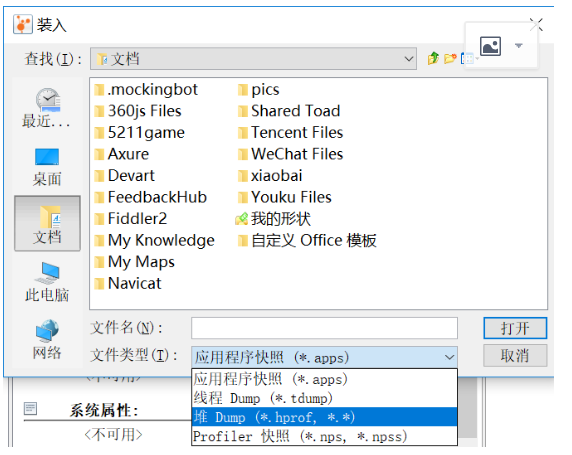 装入
查找(I):
文档
最近...
桌面
文档
此电脑
网络
.mockingbot
360js Files
5211game
Axure
Devart
FeedbackHub
Fiddler2
My Knowledge
My Maps
Navicat
pics
Shared Toad
Tencent Files
WeChat Files
xiaobai
Youku Files
我的形状
自定义 Office 模板
文件名(N):
打开
文件类型(T):
应用程序快照 (*.apps)
取消
应用程序快照 (*.apps)
线程 Dump (*.tdump)
堆 Dump (*.hprof, *.*)
Profiler 快照 (*.nps, *.npss)
<不可用>
系统属性:
<不可用>